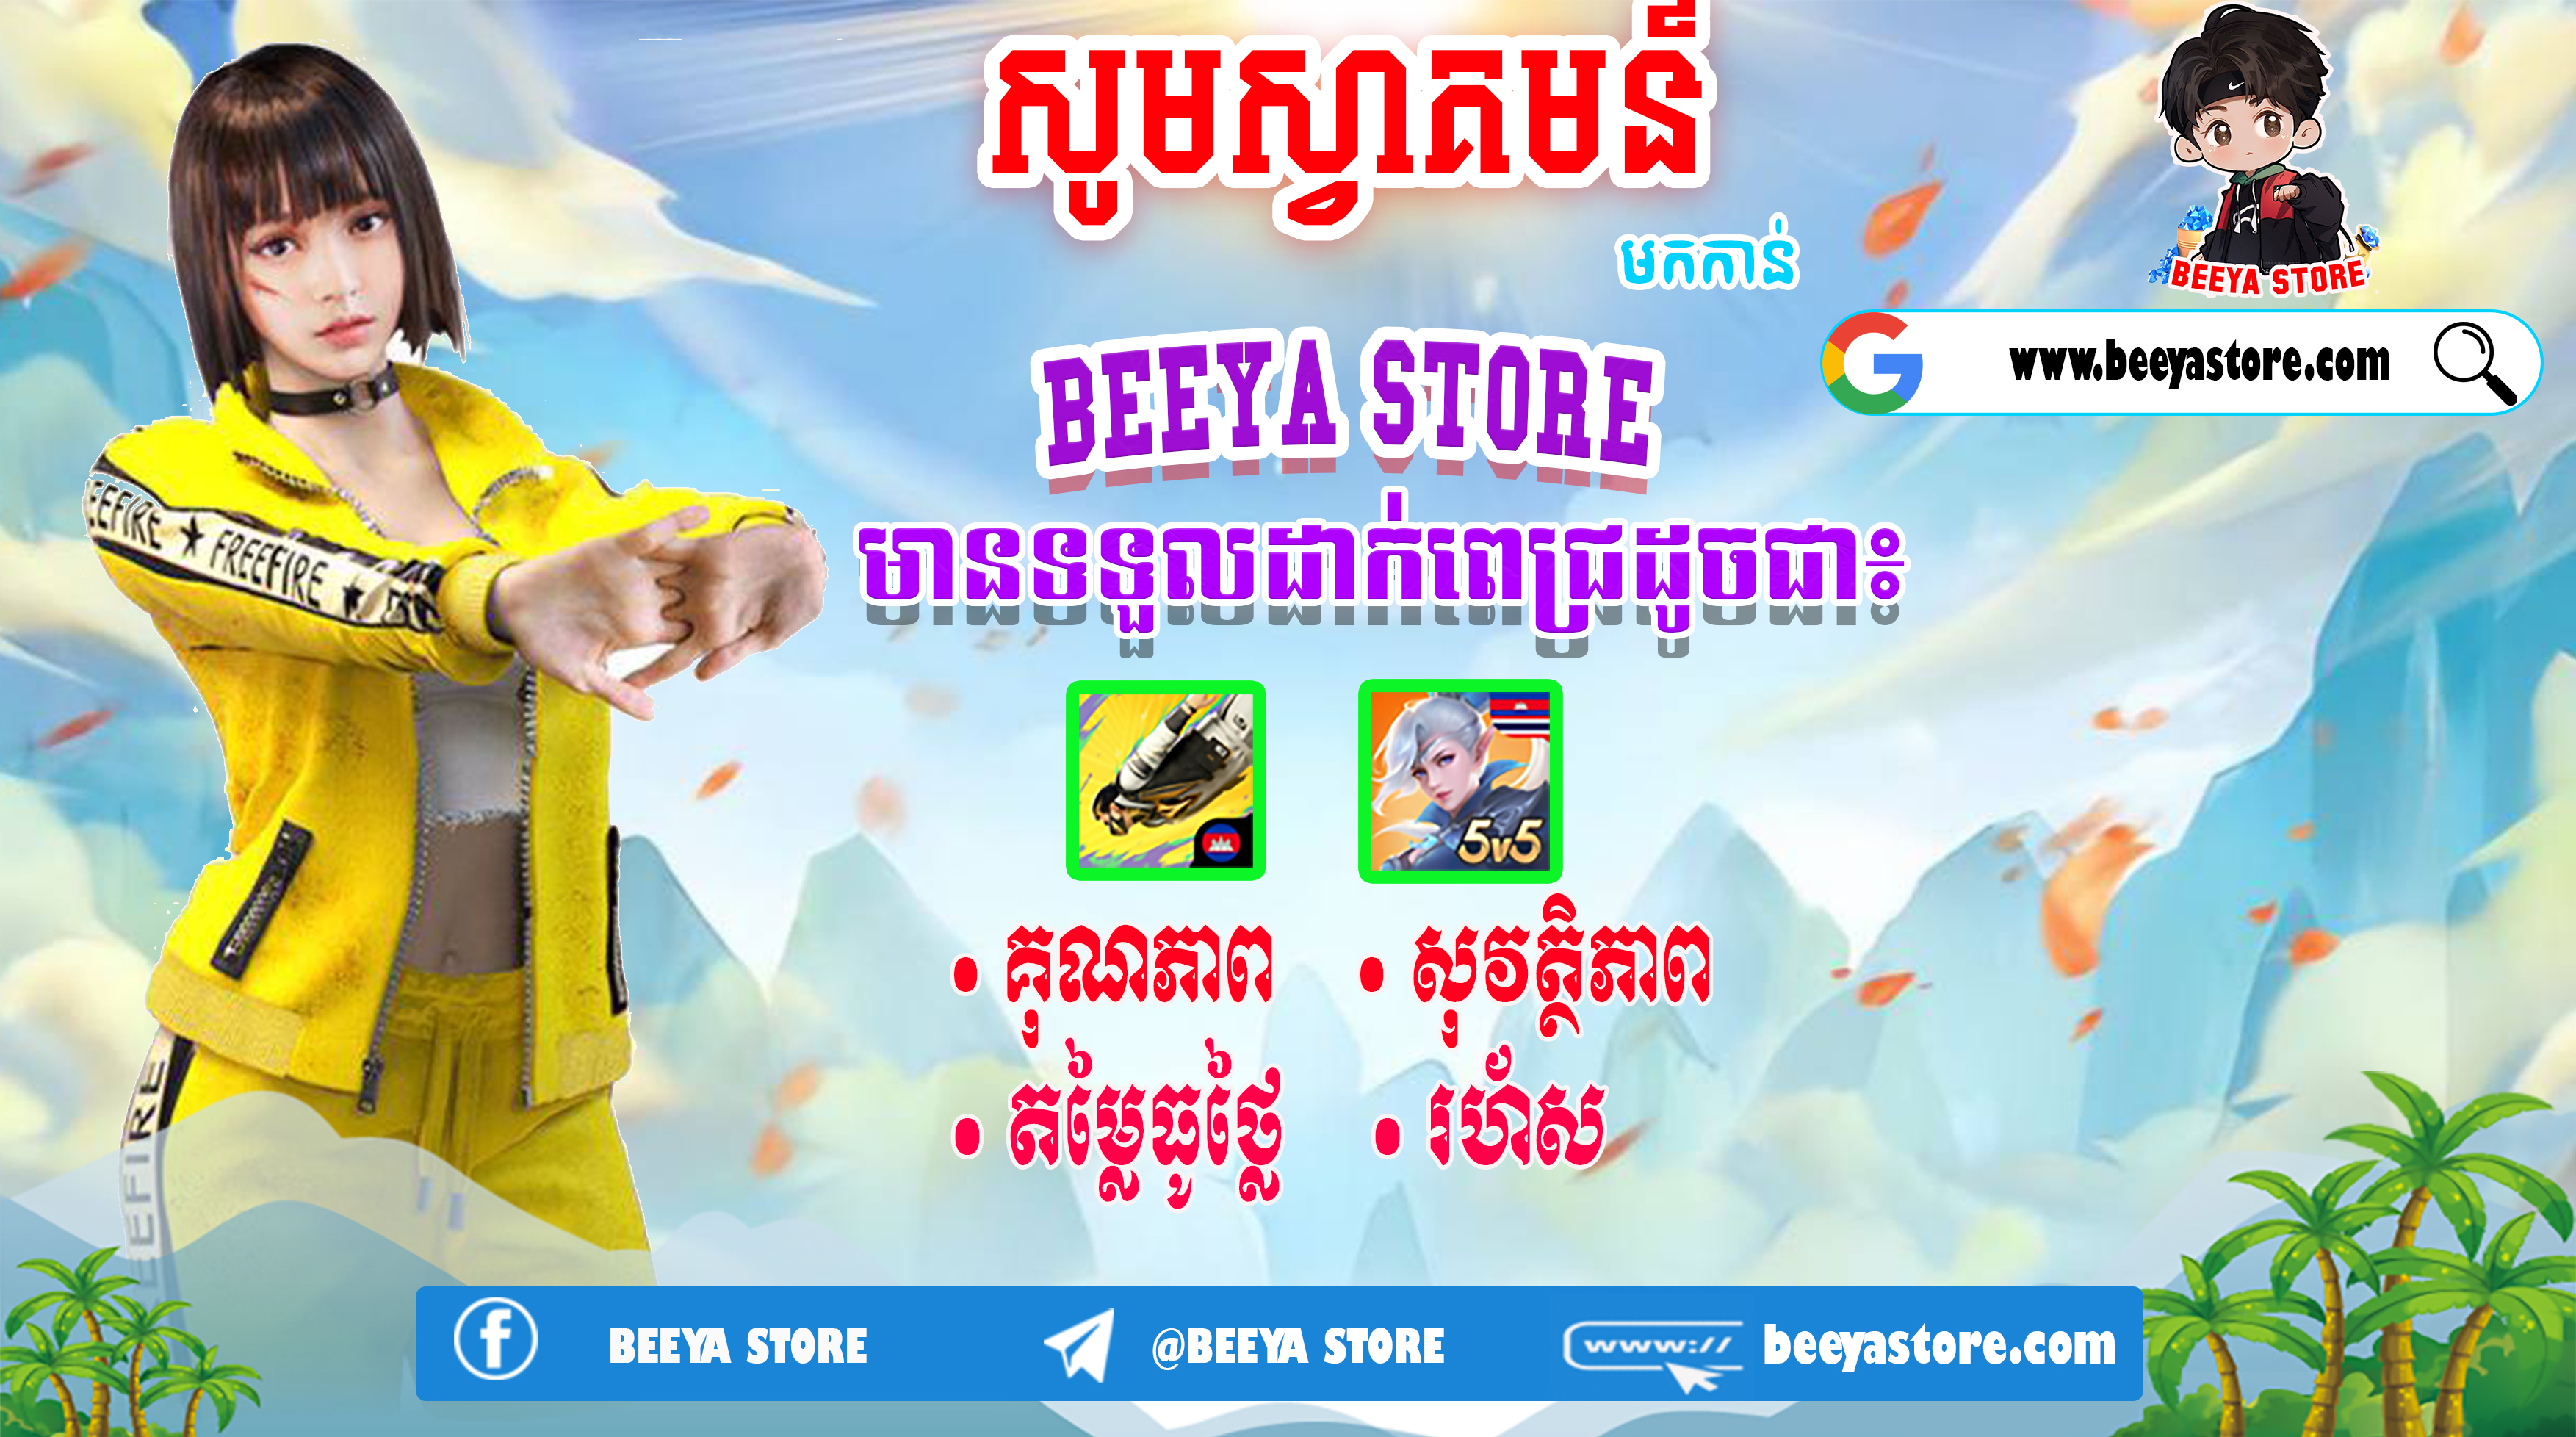 សូមស្វាគមន៍
មកកាន់
BEEYA STORE
www.beeyastore.com
BEEYA STORE
មានទទួលដាក់ពេជ្រដូចជា៖
EEFIRE ★ FREEFIRE ★
5v5
• គុណភាព • សុវត្ថិភាព
• តម្លៃធូថ្លៃ • រហ័ស
EEFIRE
BEEYA STORE
@BEEYA STORE
www:// beeyastore.com